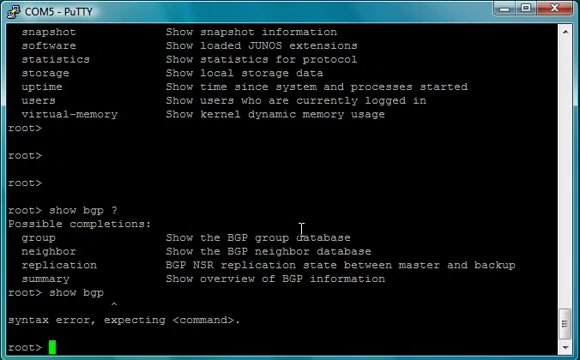 COM5 - PuTTY
snapshot Show snapshot information
software Show loaded JUNOS extensions
statistics Show statistics for protocol
storage Show local storage data
uptime Show time since system and processes started
users Show users who are currently logged in
virtual-memory Show kernel dynamic memory usage
root>
root>
root>
root> show bgp ?
Possible completions:
group Show the BGP group database
neighbor Show the BGP neighbor database
replication BGP NSR replication state between master and backup
summary Show overview of BGP information
root> show bgp
^
syntax error, expecting <command>.
root>